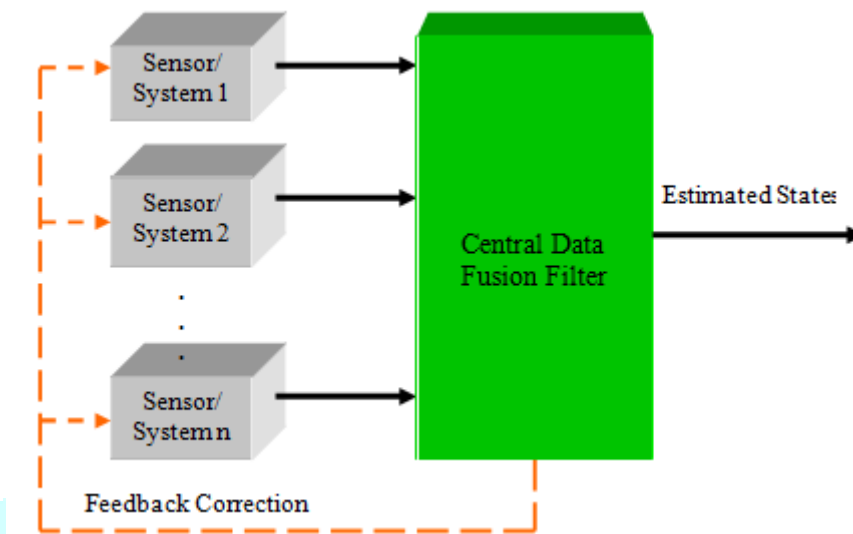 Sensor/
System 1
Sensor/
System 2
.
.
.
Sensor/
System n
Central Data
Fusion Filter
Estimated States
Feedback Correction